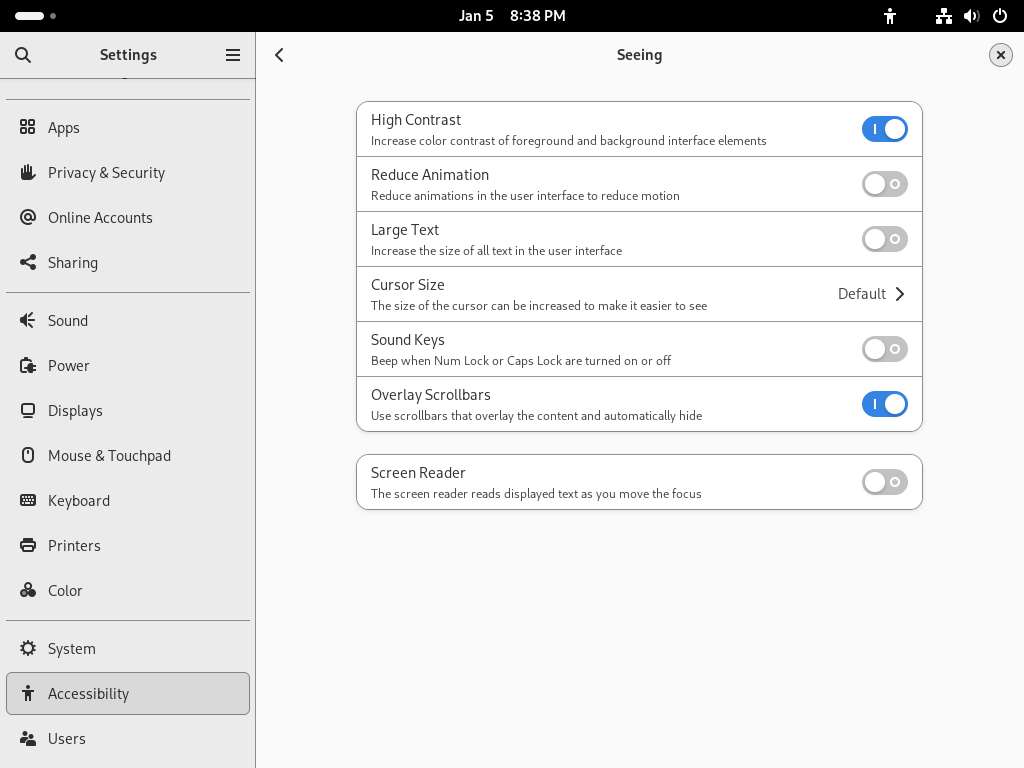 Jan 5 8:38 PM
Settings
Seeing
Apps
Privacy & Security
Online Accounts
Sharing
Sound
Power
Displays
Mouse & Touchpad
Keyboard
Printers
Color
System
Accessibility
Users
High Contrast
Increase color contrast of foreground and background interface elements
Reduce Animation
Reduce animations in the user interface to reduce motion
Large Text
Increase the size of all text in the user interface
Cursor Size
The size of the cursor can be increased to make it easier to see
Default
Sound Keys
Beep when Num Lock or Caps Lock are turned on or off
Overlay Scrollbars
Use scrollbars that overlay the content and automatically hide
Screen Reader
The screen reader reads displayed text as you move the focus